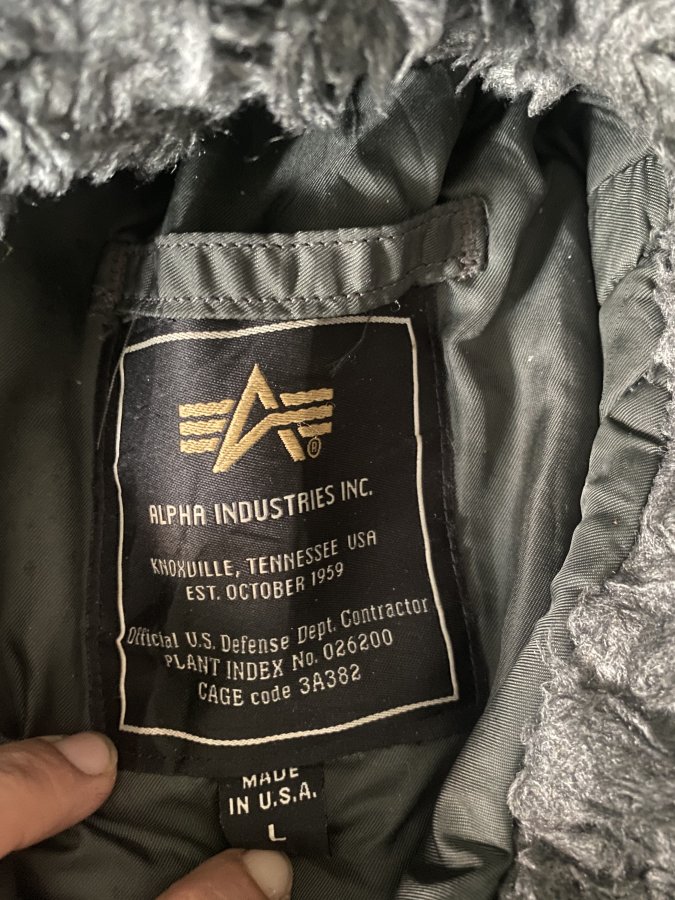 ALPHA INDUSTRIES INC.
KNOXVILLE, TENNESSEE USA
EST. OCTOBER 1959
Official U.S. Defense Dept. Contractor
PLANT INDEX No. 026200
CAGE code 3A382
MADE
IN U.S.A.
L